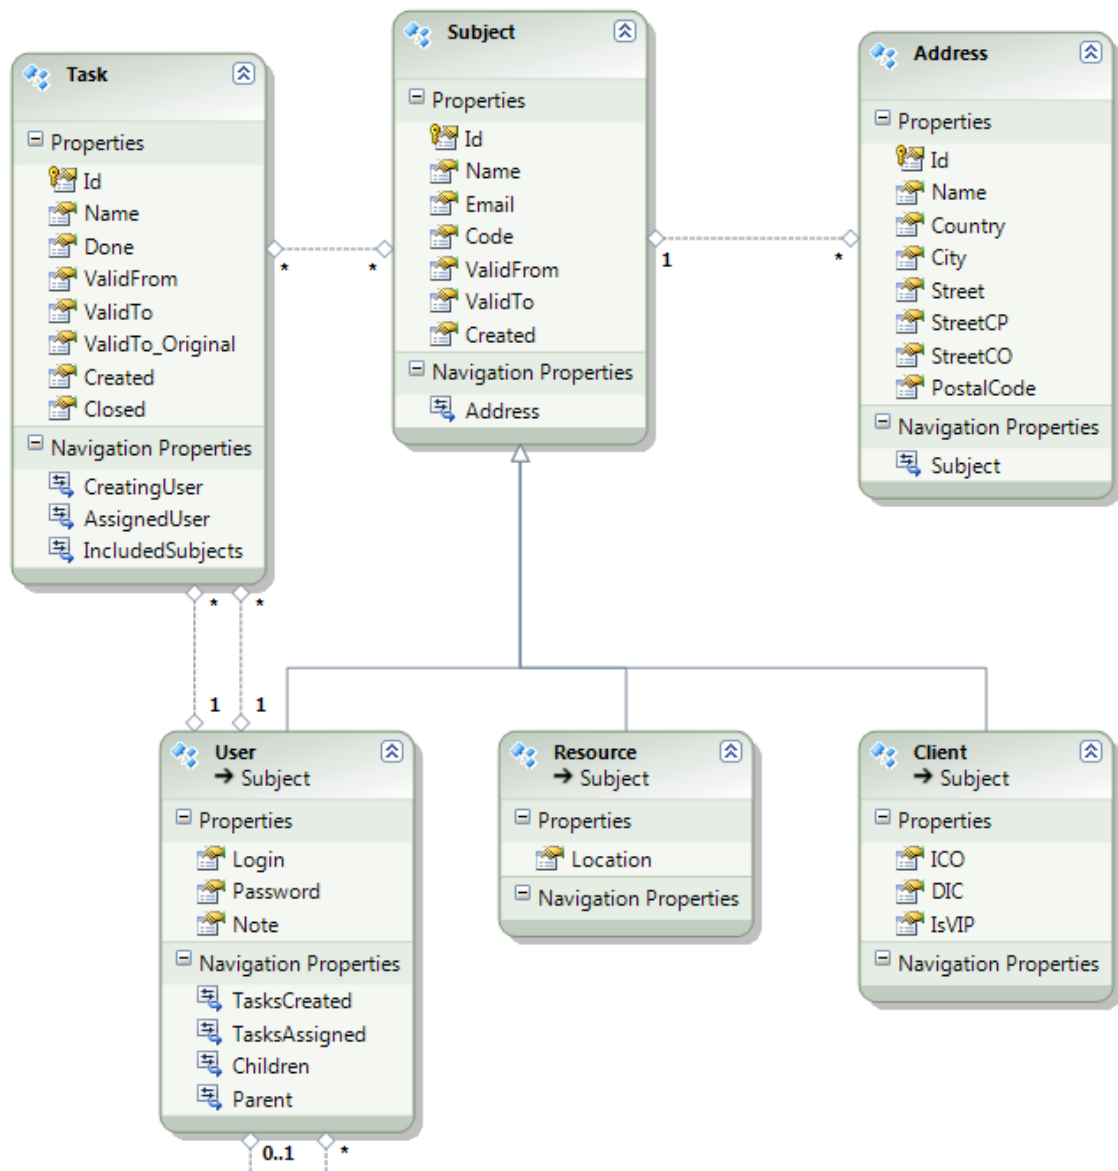 Task
Properties
Id
Name
Done
ValidFrom
ValidTo
ValidTo_Original
Created
Closed
Navigation Properties
CreatingUser
AssignedUser
IncludedSubjects
Subject
Properties
Id
Name
Email
Code
ValidFrom
ValidTo
Created
Navigation Properties
Address
Address
Properties
Id
Name
Country
City
Street
StreetCP
StreetCO
PostalCode
Navigation Properties
Subject
* *
1 *
* *
1 1
User
→ Subject
Properties
Login
Password
Note
Navigation Properties
TasksCreated
TasksAssigned
Children
Parent
0..1 *
Resource
→ Subject
Properties
Location
Navigation Properties
Client
→ Subject
Properties
ICO
DIC
IsVIP
Navigation Properties